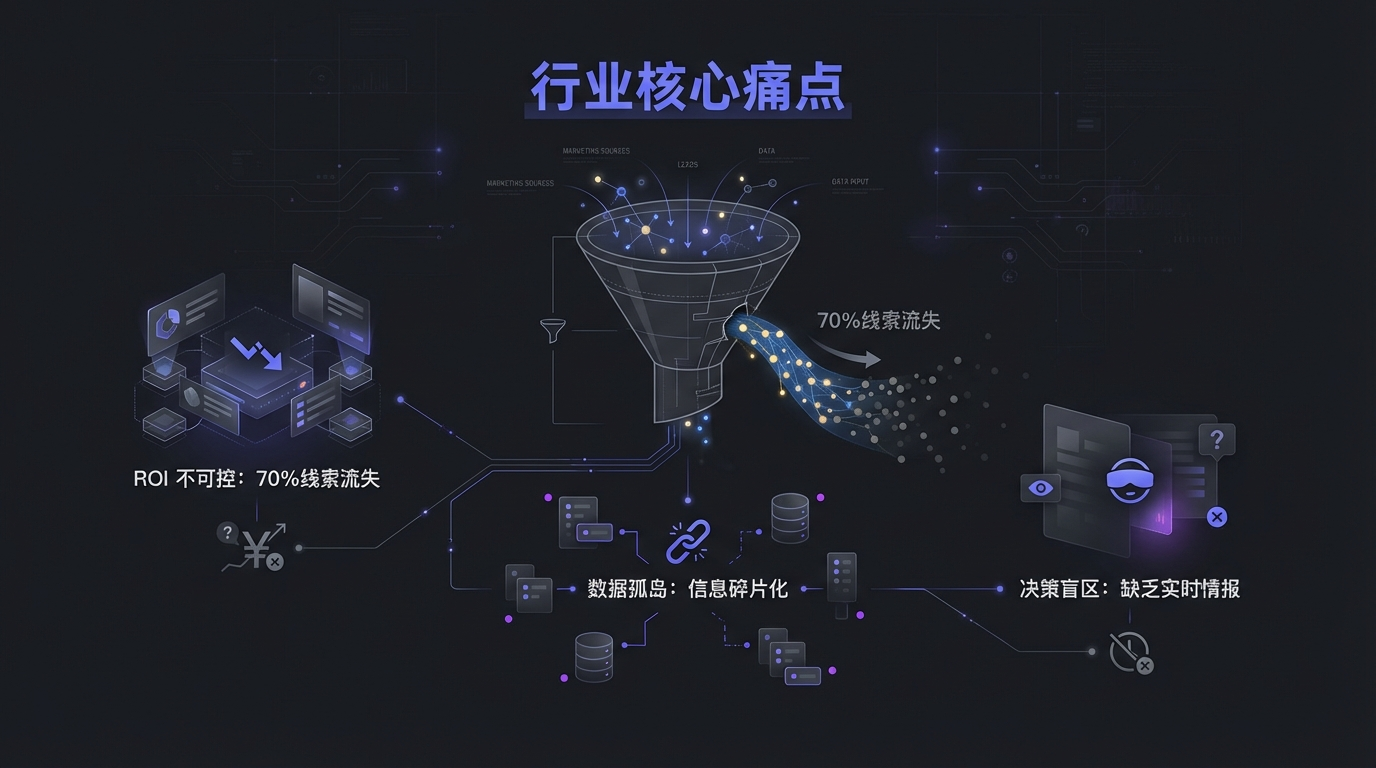 行业核心痛点
MARKETING SOURCES
DATA
MARKETING SOURCES
DATA INPUT
70%线索流失
ROI 不可控：70%线索流失
?
¥
?
数据孤岛：信息碎片化
决策盲区：缺乏实时情报